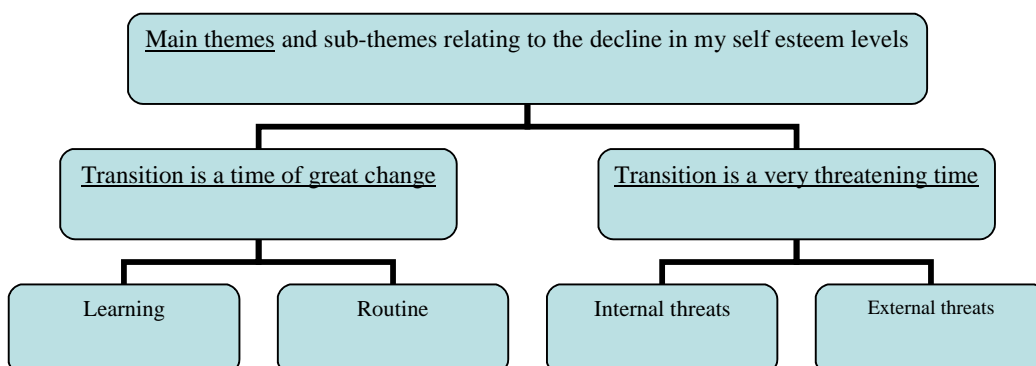 Main themes and sub-themes relating to the decline in my self esteem levels
Transition is a time of great change
Transition is a very threatening time
Learning
Routine
Internal threats
External threats